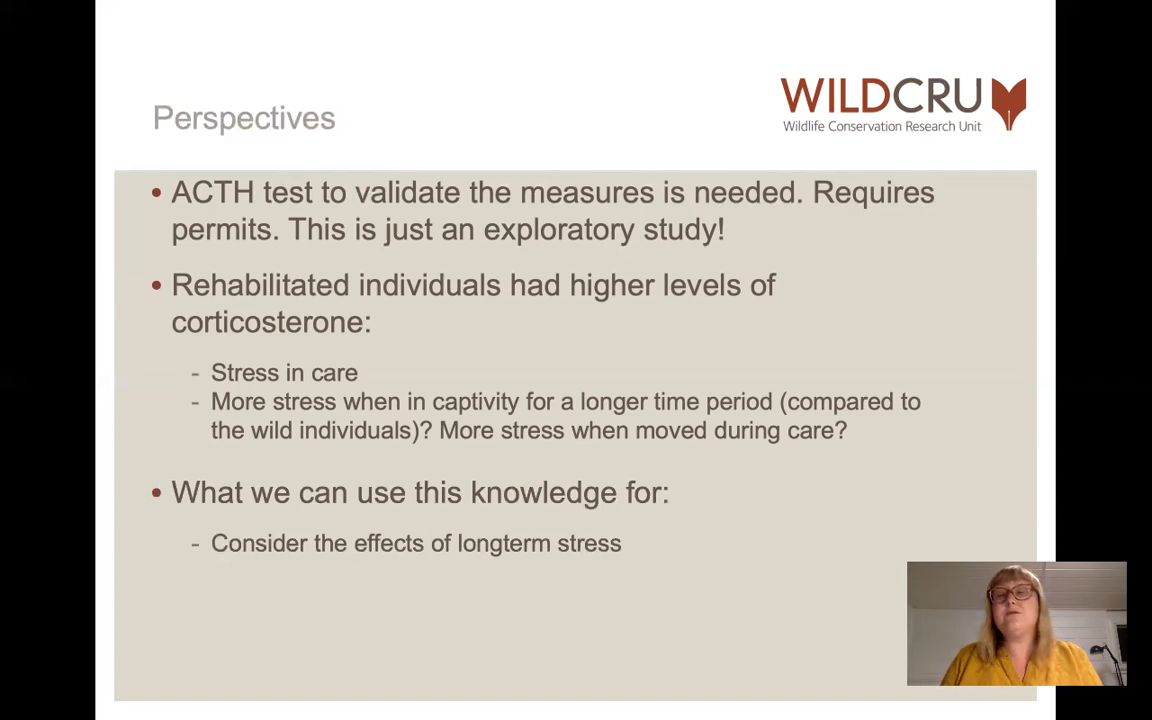 WILDCRU
Wildlife Conservation Research Unit
Perspectives
• ACTH test to validate the measures is needed. Requires
permits. This is just an exploratory study!
• Rehabilitated individuals had higher levels of
corticosterone:
- Stress in care
- More stress when in captivity for a longer time period (compared to
the wild individuals)? More stress when moved during care?
• What we can use this knowledge for:
- Consider the effects of longterm stress